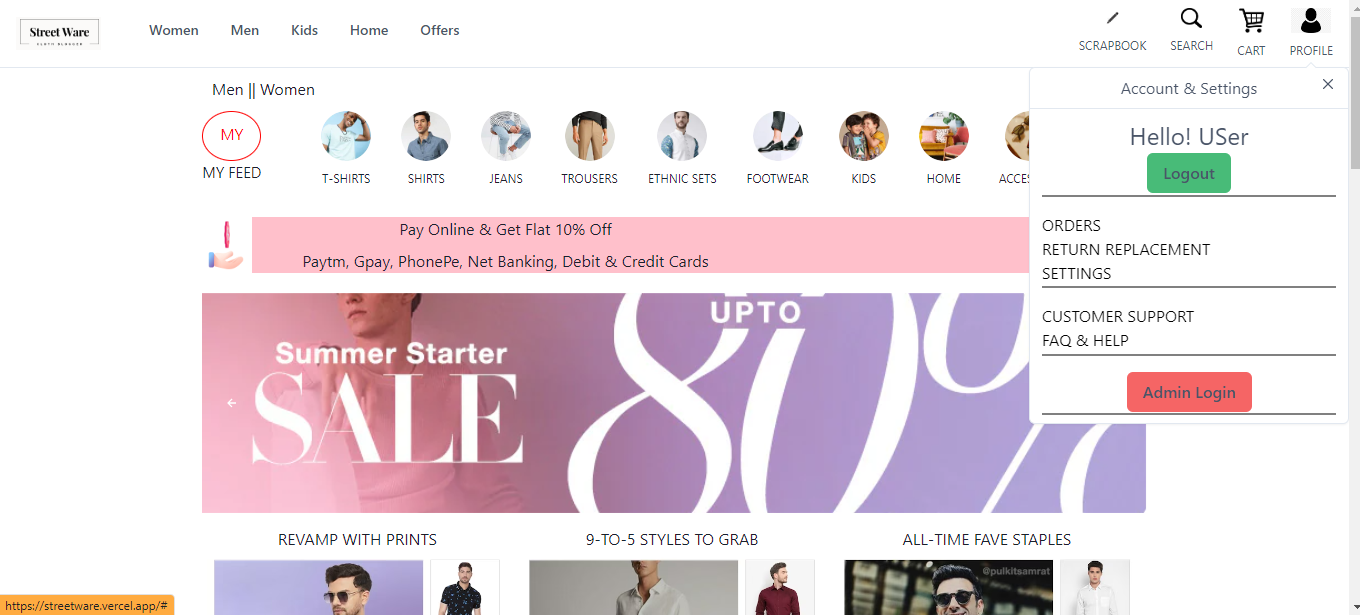 Street Ware
Women
Men
Kids
Home
Offers
SCRAPBOOK
SEARCH
CART
PROFILE
Men || Women
MY
MY FEED
T-SHIRTS
SHIRTS
JEANS
TROUSERS
ETHNIC SETS
FOOTWEAR
KIDS
HOME
ACCES
Pay Online & Get Flat 10% Off
Paytm, Gpay, PhonePe, Net Banking, Debit & Credit Cards
Summer Starter
SALE
UPTO
80%
Account & Settings
Hello! USer
Logout
ORDERS
RETURN REPLACEMENT
SETTINGS
CUSTOMER SUPPORT
FAQ & HELP
Admin Login
REVAMP WITH PRINTS
9-TO-5 STYLES TO GRAB
ALL-TIME FAVE STAPLES
@pulkitsamrat
https://streetware.vercel.app/#